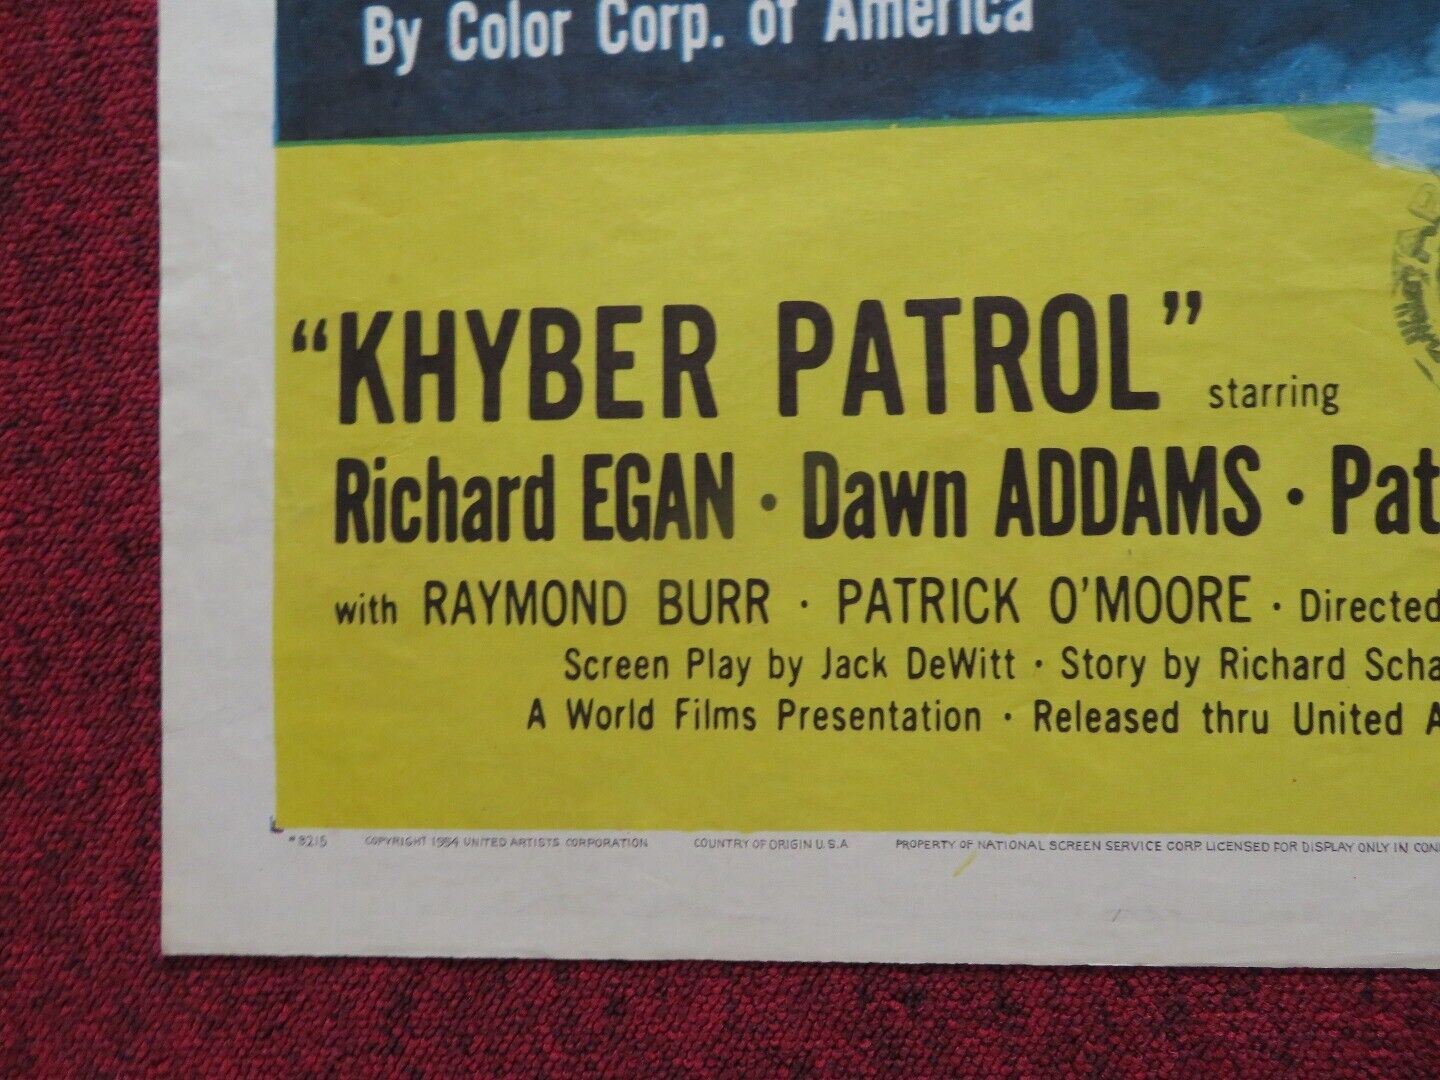 By Color Corp. of America
"KHYBER PATROL" starring
Richard EGAN · Dawn ADDAMS · Pat
with RAYMOND BURR · PATRICK O'MOORE · Directed
Screen Play by Jack DeWitt · Story by Richard Scha
A World Films Presentation · Released thru United A
#8215 COPYRIGHT 1954 UNITED ARTISTS CORPORATION COUNTRY OF ORIGIN U.S.A PROPERTY OF NATIONAL SCREEN SERVICE CORP. LICENSED FOR DISPLAY ONLY IN CON